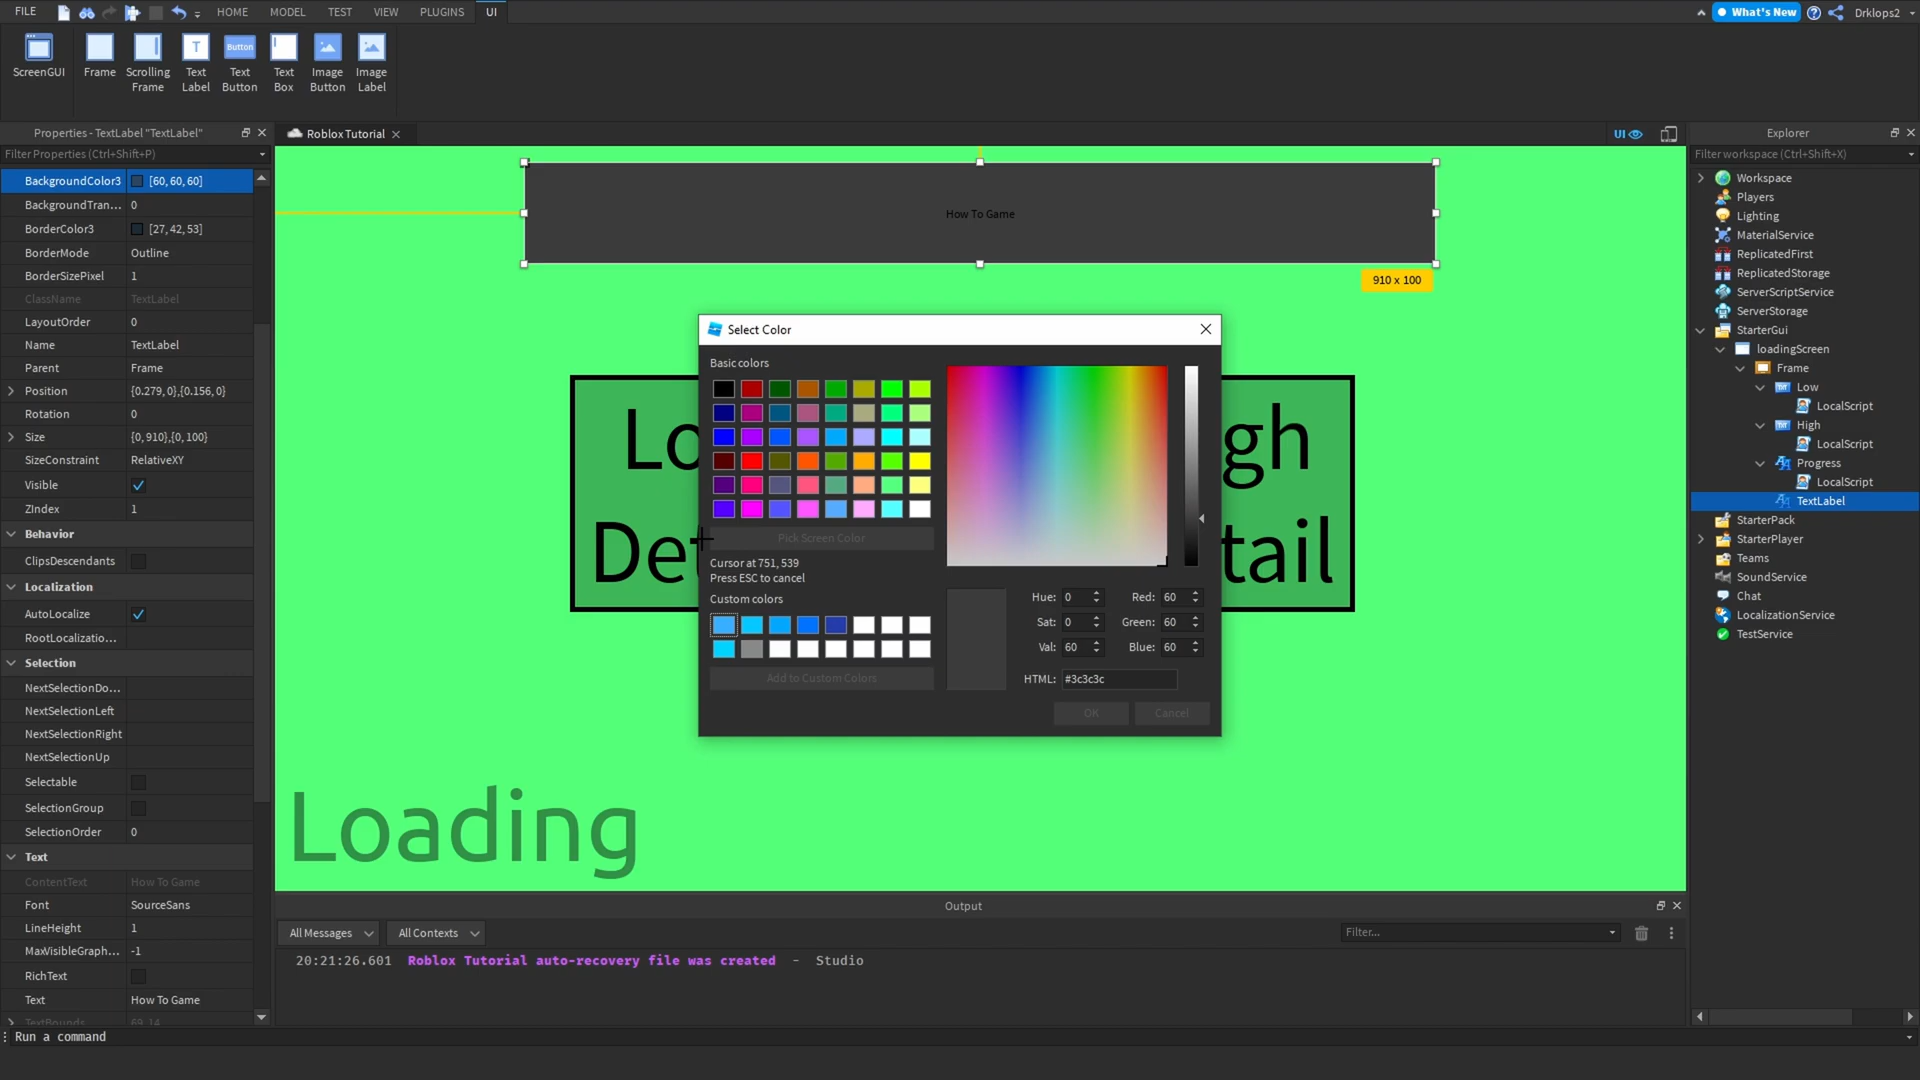 FILE
HOME
MODEL
TEST
VIEW
PLUGINS
UI
What's New
Drklops2
ScreenGUI
Frame
Scrolling
Frame
Text
Label
Button
Text
Button
Text
Box
Image
Button
Image
Label
Properties - TextLabel "TextLabel"
Filter Properties (Ctrl+Shift+P)
BackgroundColor3 [60, 60, 60]
BackgroundTran... 0
BorderColor3 [27, 42, 53]
BorderMode Outline
BorderSizePixel 1
ClassName TextLabel
LayoutOrder 0
Name TextLabel
Parent Frame
Position {0.279, 0},{0.156, 0}
Rotation 0
Size {0, 910},{0, 100}
SizeConstraint RelativeXY
Visible
ZIndex 1
Behavior
ClipsDescendants
Localization
AutoLocalize
RootLocalizatio...
Selection
NextSelectionDo...
NextSelectionLeft
NextSelectionRight
NextSelectionUp
Selectable
SelectionGroup
SelectionOrder 0
Text
ContentText How To Game
Font SourceSans
LineHeight 1
MaxVisibleGraph... -1
RichText
Text How To Game
TextBounds 69, 14
Run a command
Roblox Tutorial
UI
How To Game
910 x 100
Lo
Det
gh
tail
Loading
Select Color
Basic colors
Pick Screen Color
Cursor at 751, 539
Press ESC to cancel
Custom colors
Add to Custom Colors
Hue: 0 Red: 60
Sat: 0 Green: 60
Val: 60 Blue: 60
HTML: #3c3c3c
OK Cancel
Output
All Messages All Contexts Filter...
20:21:26.601 Roblox Tutorial auto-recovery file was created - Studio
Explorer
Filter workspace (Ctrl+Shift+X)
Workspace
Players
Lighting
MaterialService
ReplicatedFirst
ReplicatedStorage
ServerScriptService
ServerStorage
StarterGui
loadingScreen
Frame
Low
LocalScript
High
LocalScript
Progress
LocalScript
TextLabel
StarterPack
StarterPlayer
Teams
SoundService
Chat
LocalizationService
TestService